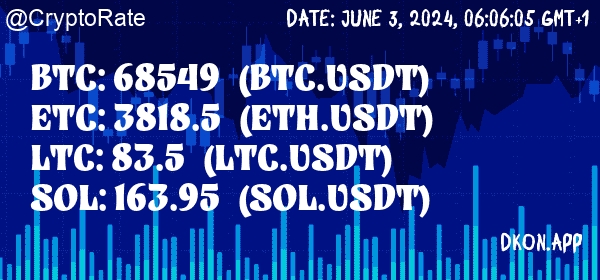 @CryptoRate
DATE: JUNE 3, 2024, 06:06:05 GMT+1
BTC: 68549 (BTC.USDT)
ETC: 3818.5 (ETH.USDT)
LTC: 83.5 (LTC.USDT)
SOL: 163.95 (SOL.USDT)
DKON.APP